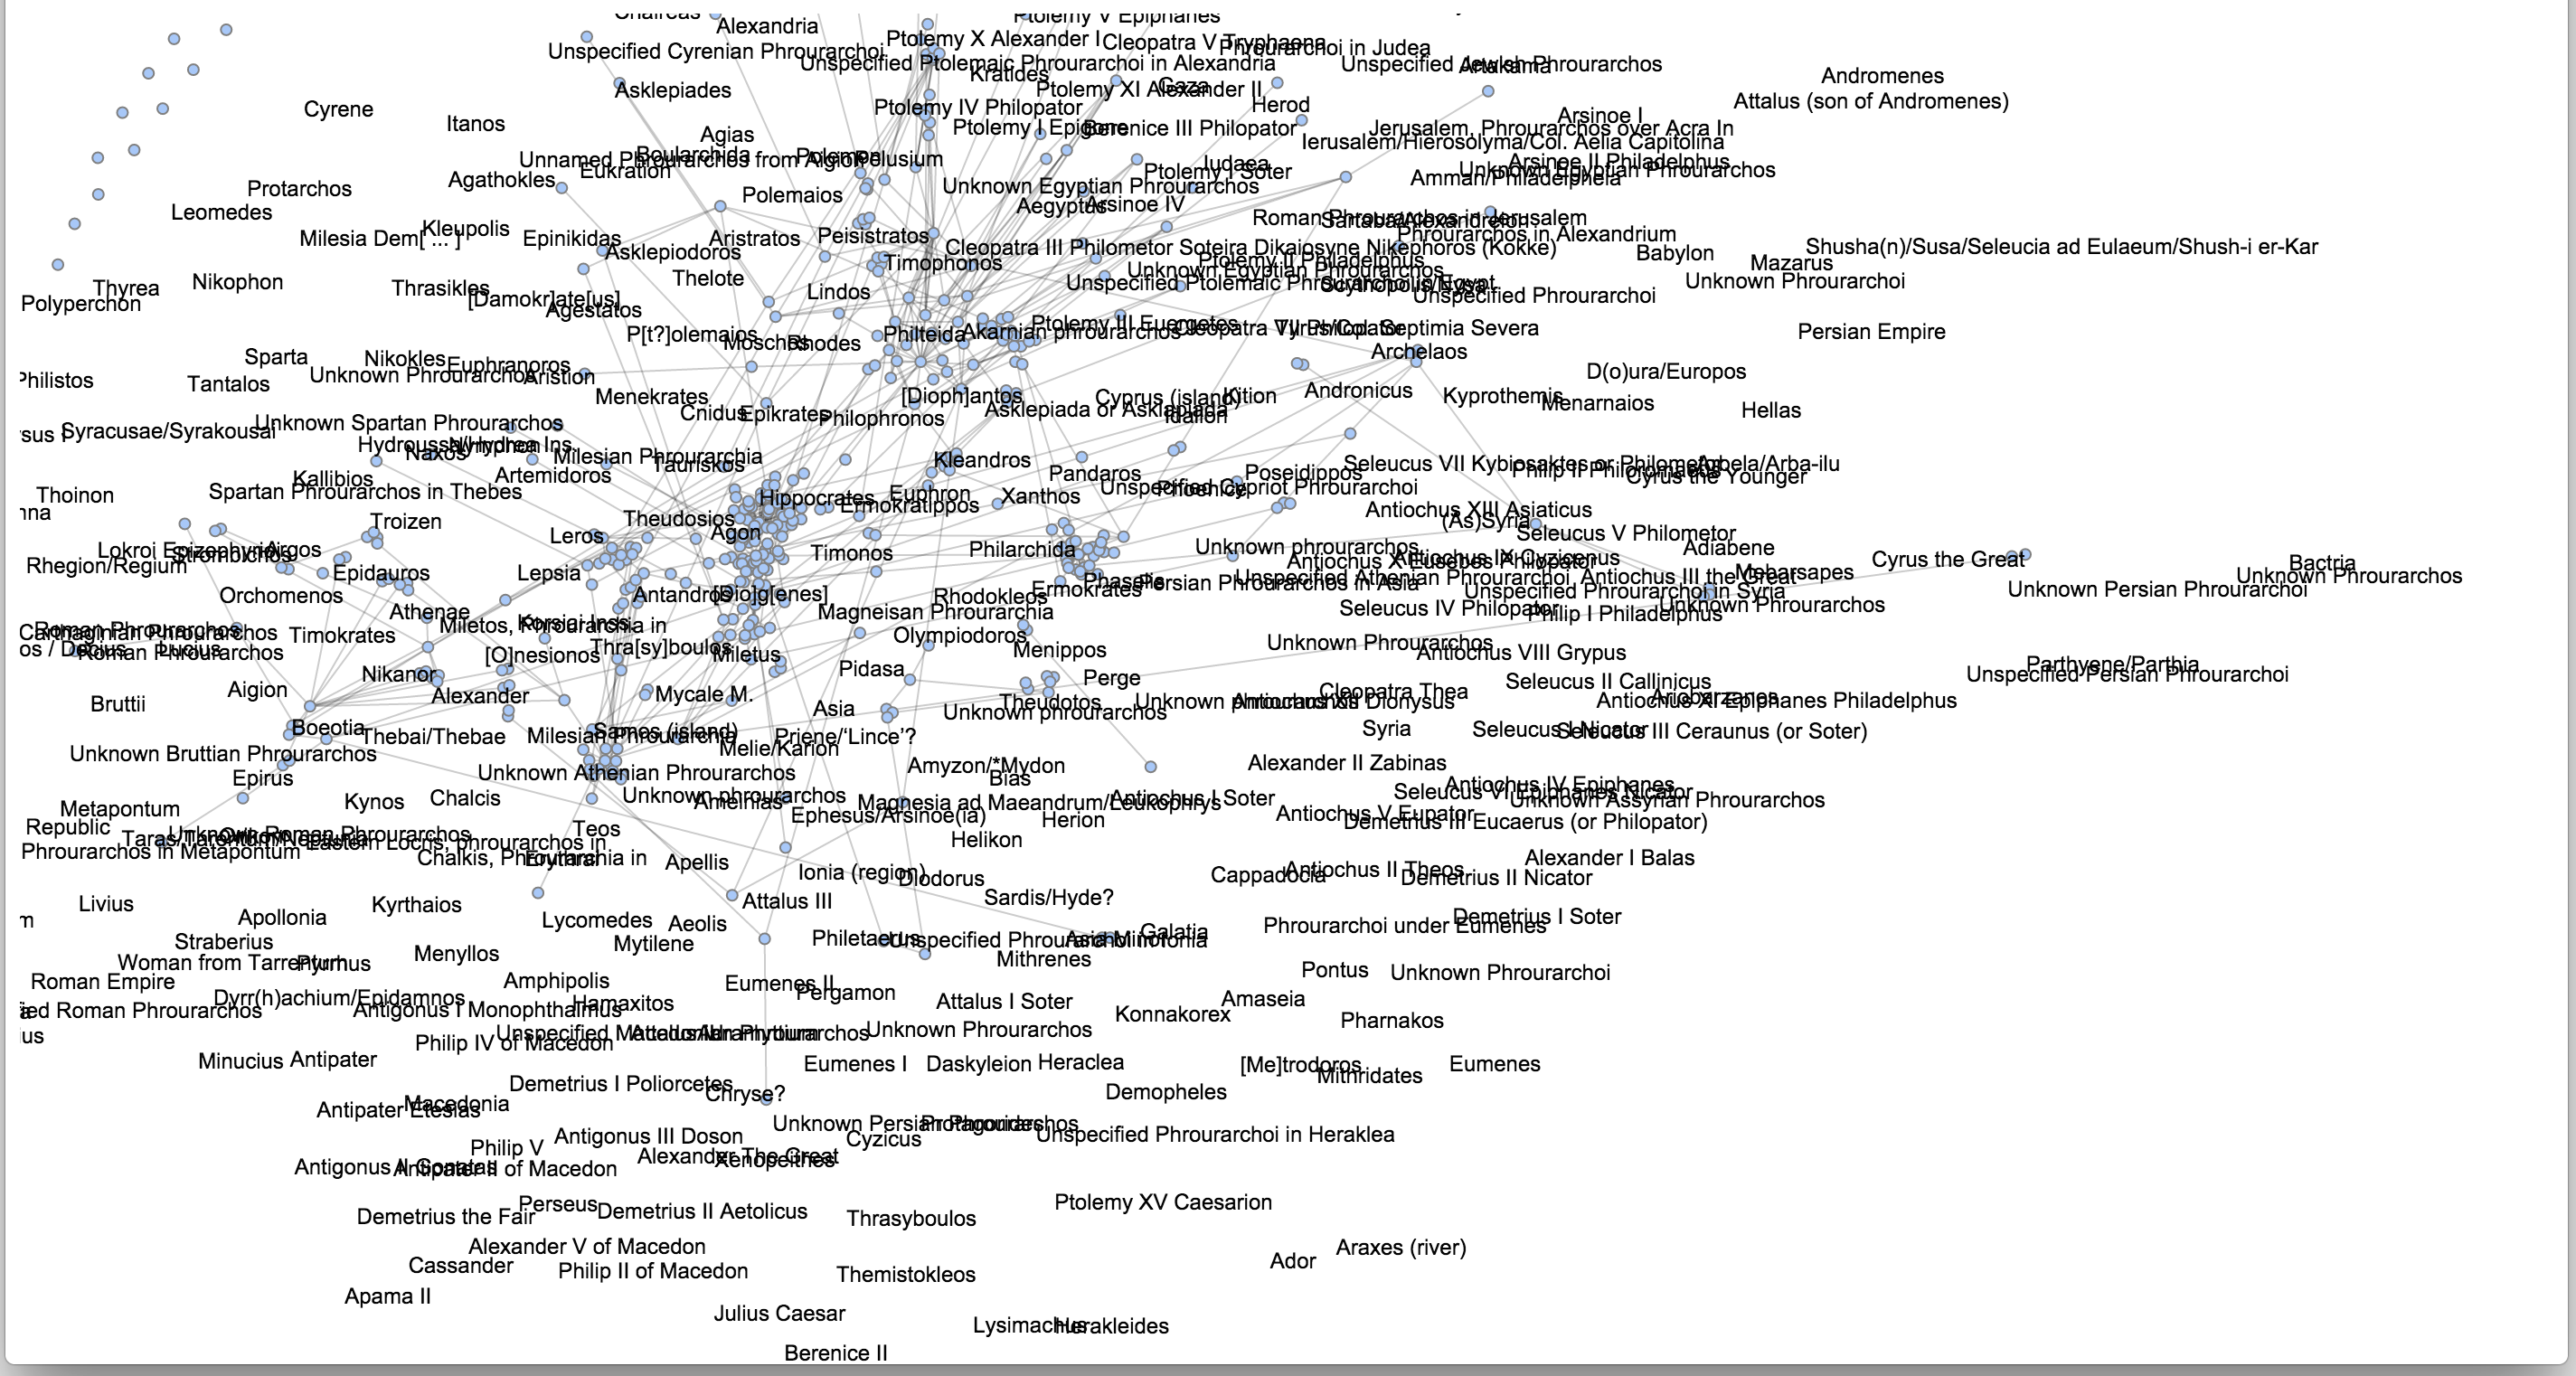 Chaireas
Alexandria
Ptolemy V Epiphanes
Unspecified Cyrenian Phrourarchoi
Ptolemy X Alexander I
Cleopatra V Tryphaena
Phrourarchoi in Judea
Unspecified Ptolemaic Phrourarchoi in Alexandria
Kratides
Unspecified Jewish Phrourarchos
Artakama
Andromenes
Asklepiades
Ptolemy XI Alexander II
Gaza
Attalus (son of Andromenes)
Cyrene
Ptolemy IV Philopator
Herod
Arsinoe I
Itanos
Agias
Ptolemy I Epigone
Berenice III Philopator
Jerusalem, Phrourarchos over Acra In
Ierusalem/Hierosolyma/Col. Aelia Capitolina
Unnamed Phrourarchos from Aigion
Boularchida
Polemon
Pelusium
Iudaea
Arsinoe II Philadelphus
Eukration
Ptolemy I Soter
Unknown Egyptian Phrourarchos
Agathokles
Amman/Philadelpheia
Protarchos
Polemaios
Unknown Egyptian Phrourarchos
Aegyptus
Arsinoe IV
Leomedes
Kleupolis
Roman Phrourarchos in Jerusalem
Sartaba/Alexandreion
Milesia Dem[ ... ]
Epinikidas
Aristratos
Peisistratos
Phrourarchoi in Alexandrium
Asklepiodoros
Cleopatra III Philometor Soteira Dikaiosyne Nikephoros (Kokke)
Babylon
Shusha(n)/Susa/Seleucia ad Eulaeum/Shush-i er-Kar
Timophonos
Ptolemy II Philadelphus
Mazarus
Thyrea
Nikophon
Thrasikles
Thelote
Unknown Egyptian Phrourarchos
Unspecified Ptolemaic Phrourarchoi in Egypt
Scythopolis/Nysa
Unknown Phrourarchoi
Polyperchon
[Damokr]ate[us]
Agestatos
Lindos
Unspecified Phrourarchoi
P[t?]olemaios
Moschos
Rhodes
Philteida
Akarnian phrourarchos
Ptolemy III Euergetes
Cleopatra VII Philopator
Tyrus/Col. Septimia Severa
Persian Empire
Sparta
Nikokles
Euphranoros
Archelaos
Philistos
Tantalos
Unknown Phrourarchos
Aristion
D(o)ura/Europos
Menekrates
[Dioph]antos
Cyprus (island)
Kition
Andronicus
Kyprothemis
Menarnaios
Hellas
Cnidus
Epikrates
Philophronos
Asklepiada or Asklapiada
Idalion
Unknown Spartan Phrourarchos
Syracusae/Syrakousai
Hydroussa/Hydrea Ins.
Nymphon
Naxos
Milesian Phrourarchia
Tauriskos
Kleandros
Seleucus VII Kybiosaktes or Philometor
Philip II Philoromaeus
Arbela/Arba-ilu
Kallibios
Artemidoros
Pandaros
Poseidippos
Cyrus the Younger
Thoinon
Spartan Phrourarchos in Thebes
Hippocrates
Euphron
Xanthos
Unspecified Cypriot Phrourarchoi
Phoenice
Ermokratippos
Antiochus XIII Asiaticus
Troizen
Theudosios
(As)Syria
Leros
Agon
Seleucus V Philometor
Lokroi Epizephyrioi
Strombichos
Argos
Timonos
Philarchida
Unknown phrourarchos
Adiabene
Rhegion/Regium
Antiochus X Eusebes Philopator
Antiochus IX Cyzicenus
Cyrus the Great
Bactria
Epidauros
Lepsia
Phaselis
Persian Phrourarchos in Asia
Unspecified Athenian Phrourarchoi
Antiochus III the Great
Mebarsapes
Unknown Phrourarchos
Orchomenos
Antandros
[Dio]g[enes]
Rhodokleos
Ermokrates
Unspecified Phrourarchoi in Syria
Unknown Persian Phrourarchoi
Athenae
Magneisan Phrourarchia
Seleucus IV Philopator
Philip I Philadelphus
Unknown Phrourarchos
Roman Phrourarchos
Carthaginian Phrourarchos
Timokrates
Miletos, Phrourarchia in
Korsiai Inss.
Olympiodoros
Unknown Phrourarchos
Lucius
Roman Phrourarchos
[O]nesionos
Thra[sy]boulos
Miletus
Menippos
Antiochus VIII Grypus
Parthyene/Parthia
Nikanor
Pidasa
Perge
Unspecified Persian Phrourarchoi
Aigion
Alexander
Mycale M.
Cleopatra Thea
Seleucus II Callinicus
Ariobarzanes
Bruttii
Asia
Theudotos
Unknown phrourarchos
Antiochus XII Dionysus
Antiochus XI Epiphanes Philadelphus
Unknown phrourarchos
Boeotia
Thebai/Thebae
Milesian Phrourarchia
Samos (island)
Priene/‘Lince’?
Syria
Seleucus I Nicator
Seleucus III Ceraunus (or Soter)
Unknown Bruttian Phrourarchos
Melie/Karion
Epirus
Unknown Athenian Phrourarchos
Amyzon/*Mydon
Bias
Alexander II Zabinas
Metapontum
Kynos
Chalcis
Unknown phrourarchos
Ameinias
Magnesia ad Maeandrum/Leukophrys
Antiochus I Soter
Antiochus IV Epiphanes
Seleucus VI Epiphanes Nicator
Unknown Assyrian Phrourarchos
Republic
Teos
Ephesus/Arsinoe(ia)
Herion
Antiochus V Eupator
Demetrius III Eucaerus (or Philopator)
Taras/Tarentum/Neptunia
Unknown Roman Phrourarchos
Eastern Locris, phrourarchos in
Helikon
Phrourarchos in Metapontum
Chalkis, Phrourarchia in
Erythrai
Apellis
Alexander I Balas
Ionia (region)
Diodorus
Cappadocia
Antiochus II Theos
Demetrius II Nicator
Livius
Kyrthaios
Attalus III
Sardis/Hyde?
Apollonia
Lycomedes
Aeolis
Demetrius I Soter
Phrourarchoi under Eumenes
Straberius
Mytilene
Philetaerus
Unspecified Phrourarchoi in Ionia
Asia Minor
Galatia
Menyllos
Mithrenes
Woman from Tarrentum
Pyrrhus
Pontus
Unknown Phrourarchoi
Roman Empire
Amphipolis
Eumenes II
Pergamon
Dyrr(h)achium/Epidamnos
Hamaxitos
Attalus I Soter
Amaseia
ied Roman Phrourarchos
Antigonus I Monophthalmus
Konnakorex
Pharnakos
Unspecified Macedonian Phrourarchos
Attalus II
Adramyttium
Unknown Phrourarchos
Philip IV of Macedon
Minucius
Antipater
Eumenes I
Daskyleion
Heraclea
[Me]trodoros
Eumenes
Mithridates
Demetrius I Poliorcetes
Chryse?
Demopheles
Macedonia
Antipater Etesias
Unknown Persian Phrourarchos
Protagorides
Antigonus III Doson
Cyzicus
Unspecified Phrourarchoi in Heraklea
Philip V
Alexander The Great
Xenopeithes
Antigonus II Gonatas
Antipater II of Macedon
Perseus
Ptolemy XV Caesarion
Demetrius the Fair
Demetrius II Aetolicus
Thrasyboulos
Alexander V of Macedon
Araxes (river)
Cassander
Philip II of Macedon
Ador
Themistokleos
Apama II
Julius Caesar
Lysimachus
Herakleides
Berenice II